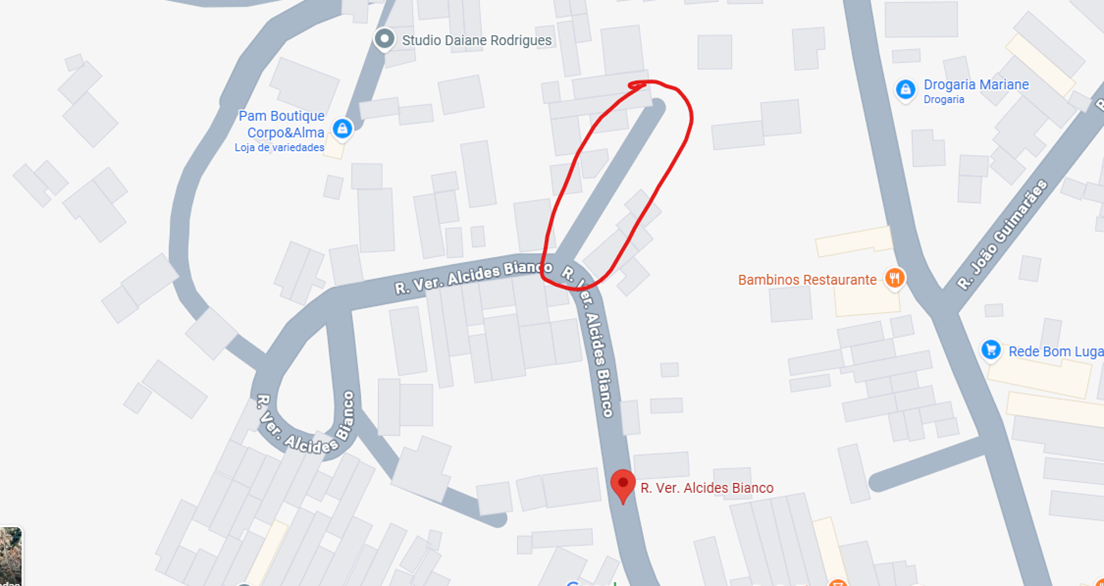 Studio Daiane Rodrigues
Drogaria Mariane
Drogaria
Pam Boutique
Corpo&Alma
Loja de variedades
R. João Guimarães
R. Ver. Alcides Bianco
R. Ver. Alcides Bianco
Bambinos Restaurante
Rede Bom Luga
R. Ver. Alcides Bianco
R. Ver. Alcides Bianco
R. Ver. Alcides Bianco